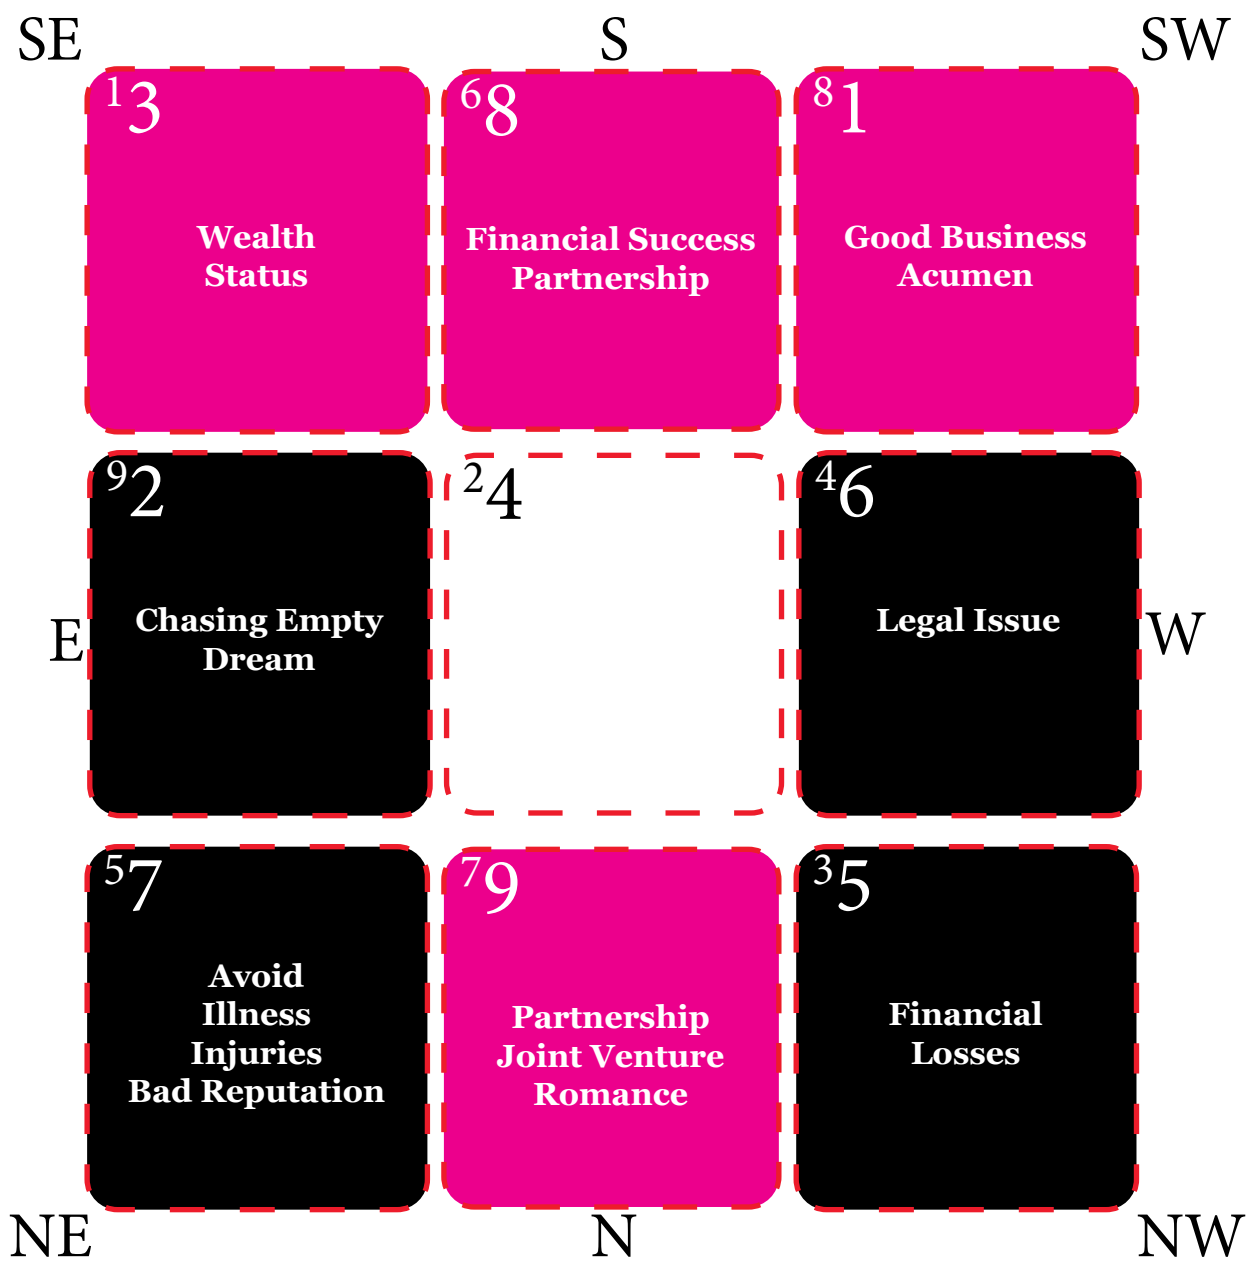 SE S SW
¹3 ⁶8 ⁸1
Wealth
Status
Financial Success
Partnership
Good Business
Acumen
⁹2 ²4 ⁴6
E
Chasing Empty
Dream
Legal Issue
W
⁵7 ⁷9 ³5
Avoid
Illness
Injuries
Bad Reputation
Partnership
Joint Venture
Romance
Financial
Losses
NE N NW